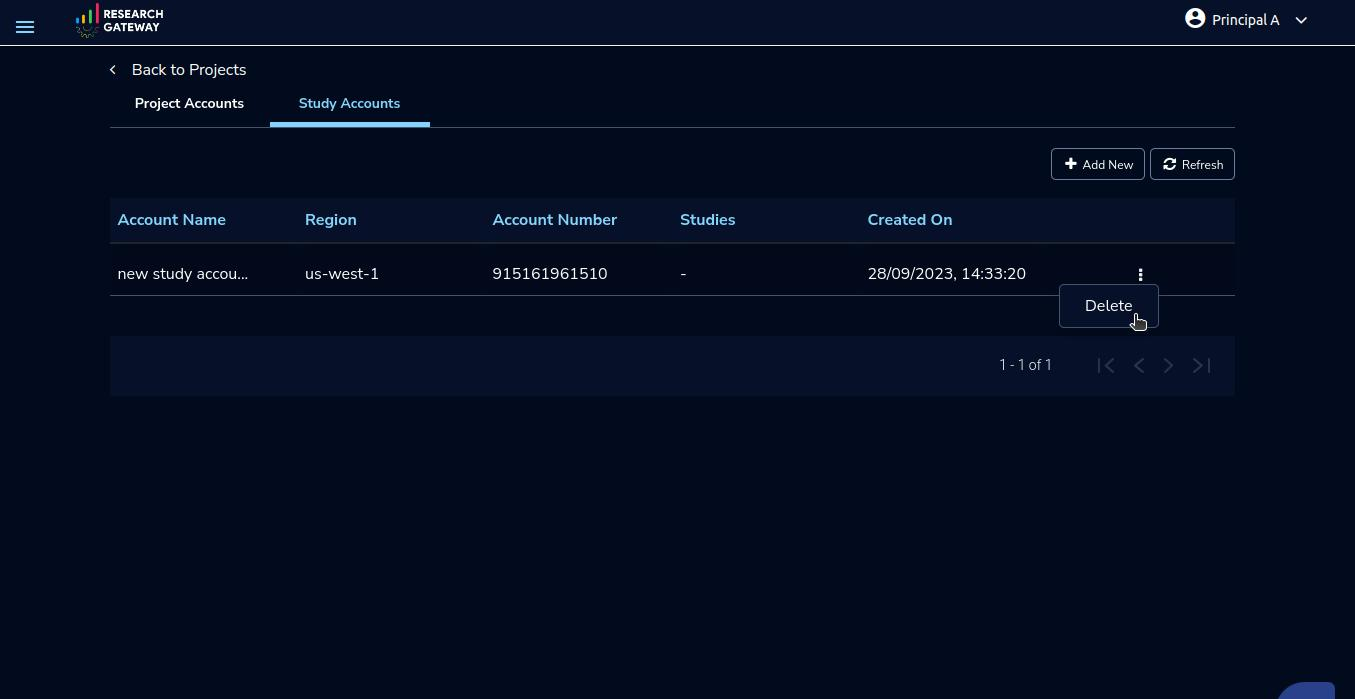 RESEARCH
GATEWAY
Principal A
Back to Projects
Project Accounts
Study Accounts
Add New
Refresh
Account Name
Region
Account Number
Studies
Created On
new study accou...
us-west-1
915161961510
-
28/09/2023, 14:33:20
Delete
1 - 1 of 1